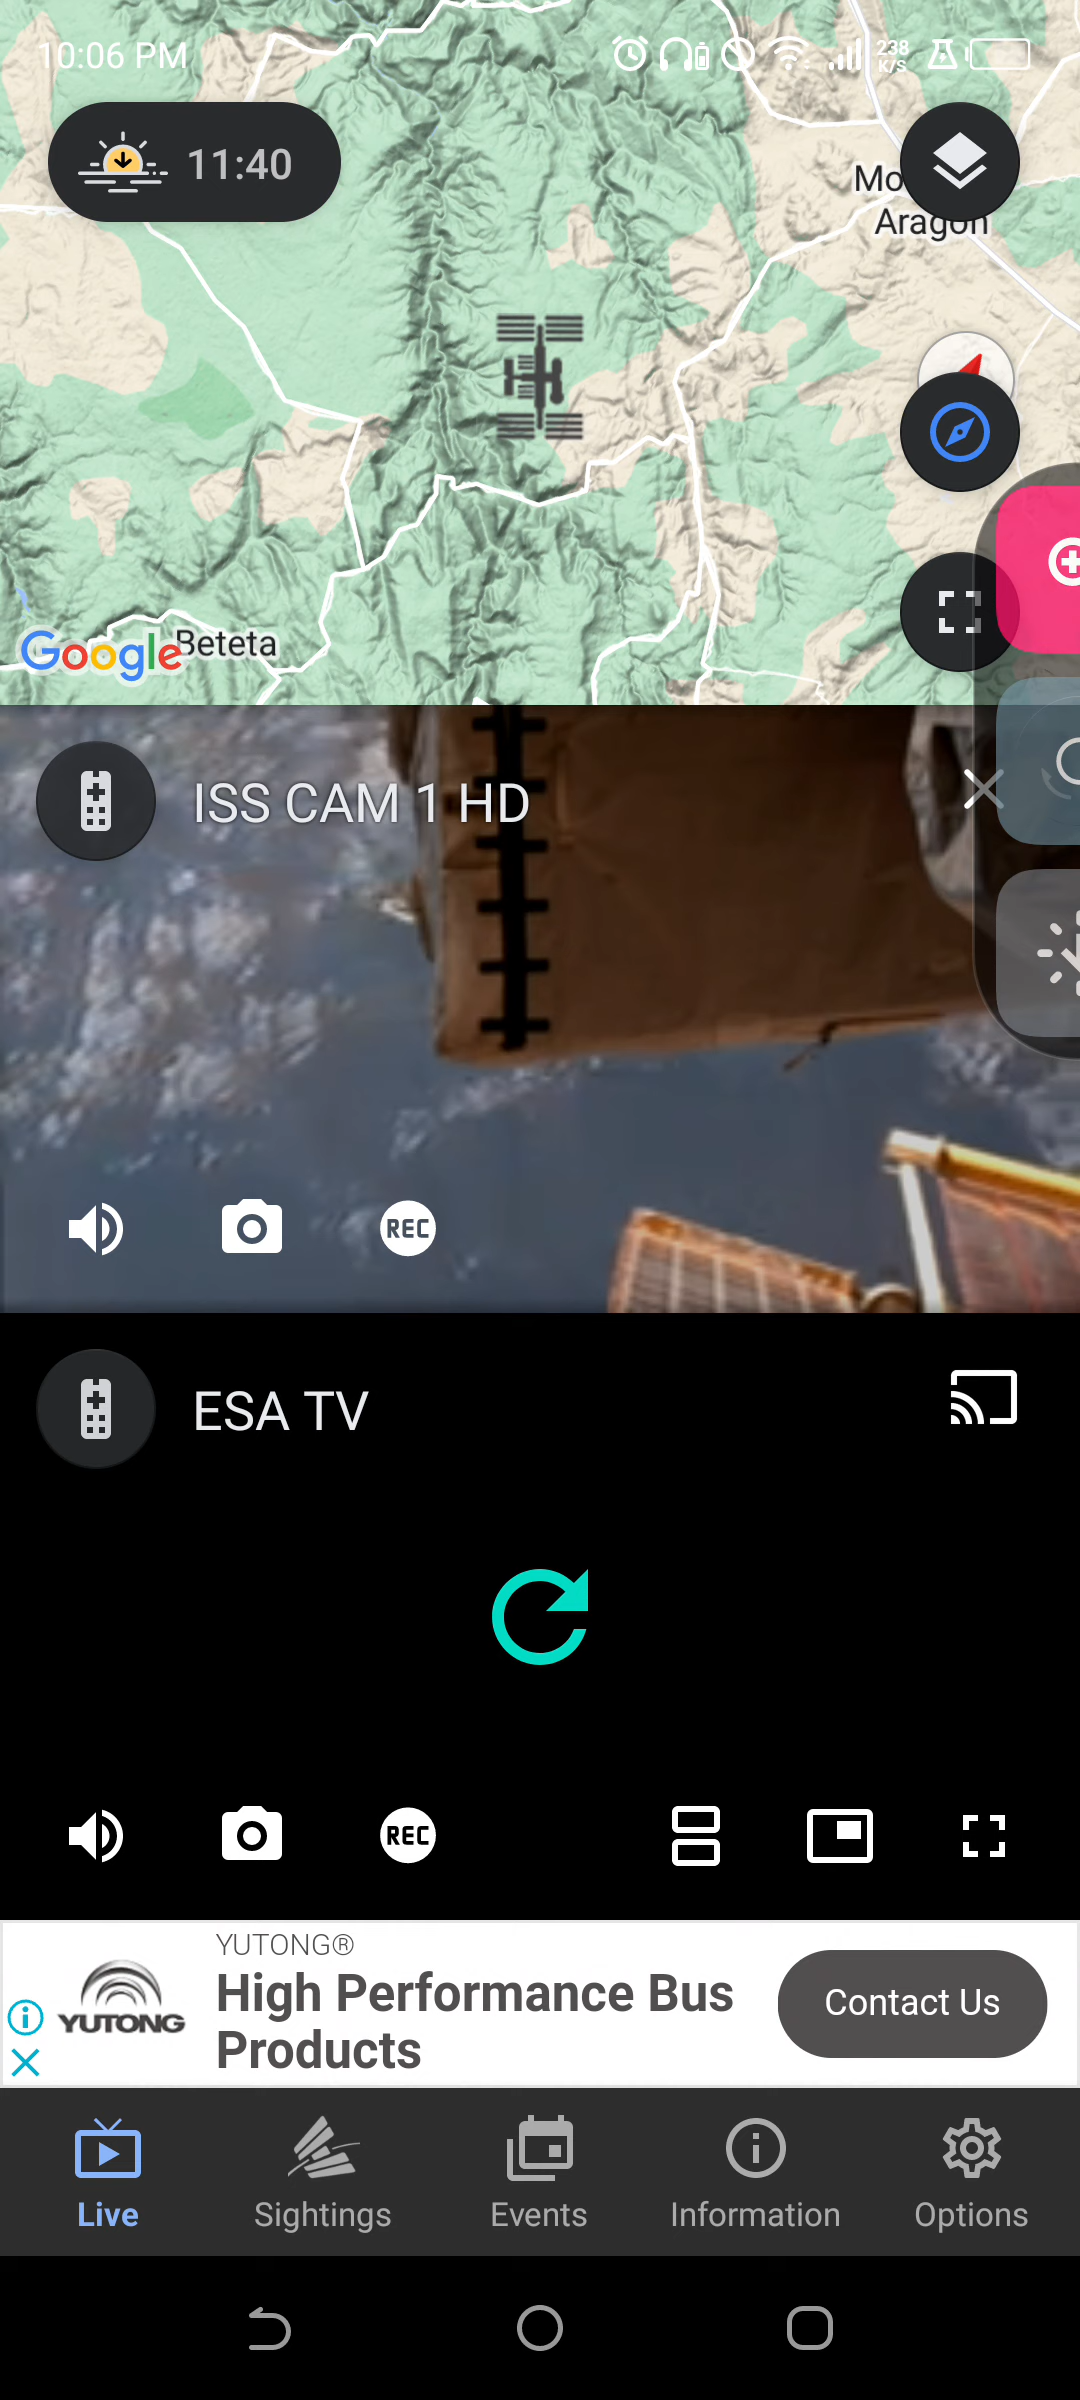 10:06 PM
238
K/S
11:40
Mo
Aragon
Beteta
Google
ISS CAM 1 HD
REC
ESA TV
REC
YUTONG®
High Performance Bus
Products
YUTONG
Contact Us
Live
Sightings
Events
Information
Options